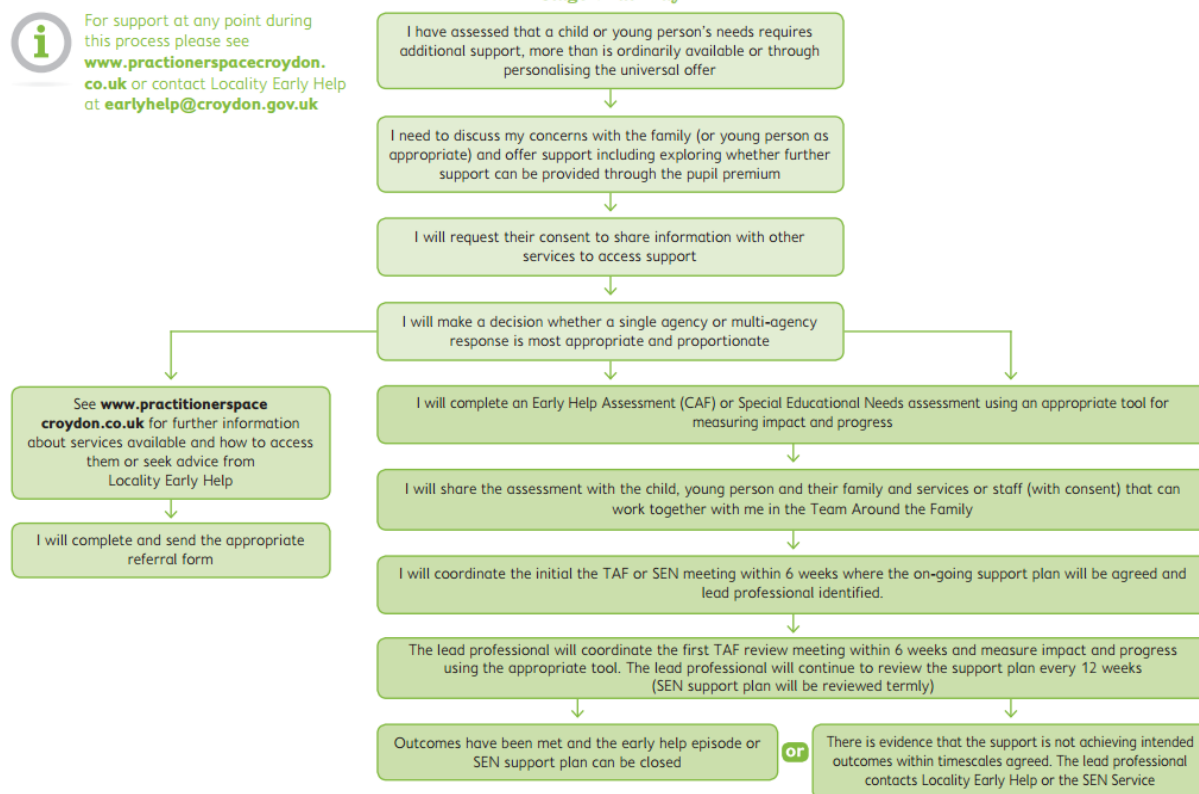 For support at any point during
this process please see
www.practionerspacecroydon.
co.uk or contact Locality Early Help
at earlyhelp@croydon.gov.uk
I have assessed that a child or young person's needs requires
additional support, more than is ordinarily available or through
personalising the universal offer
I need to discuss my concerns with the family (or young person as
appropriate) and offer support including exploring whether further
support can be provided through the pupil premium
I will request their consent to share information with other
services to access support
I will make a decision whether a single agency or multi-agency
response is most appropriate and proportionate
See www.practitionerspace
croydon.co.uk for further information
about services available and how to access
them or seek advice from
Locality Early Help
I will complete and send the appropriate
referral form
I will complete an Early Help Assessment (CAF) or Special Educational Needs assessment using an appropriate tool for
measuring impact and progress
I will share the assessment with the child, young person and their family and services or staff (with consent) that can
work together with me in the Team Around the Family
I will coordinate the initial the TAF or SEN meeting within 6 weeks where the on-going support plan will be agreed and
lead professional identified.
The lead professional will coordinate the first TAF review meeting within 6 weeks and measure impact and progress
using the appropriate tool. The lead professional will continue to review the support plan every 12 weeks
(SEN support plan will be reviewed termly)
Outcomes have been met and the early help episode or
SEN support plan can be closed
or
There is evidence that the support is not achieving intended
outcomes within timescales agreed. The lead professional
contacts Locality Early Help or the SEN Service